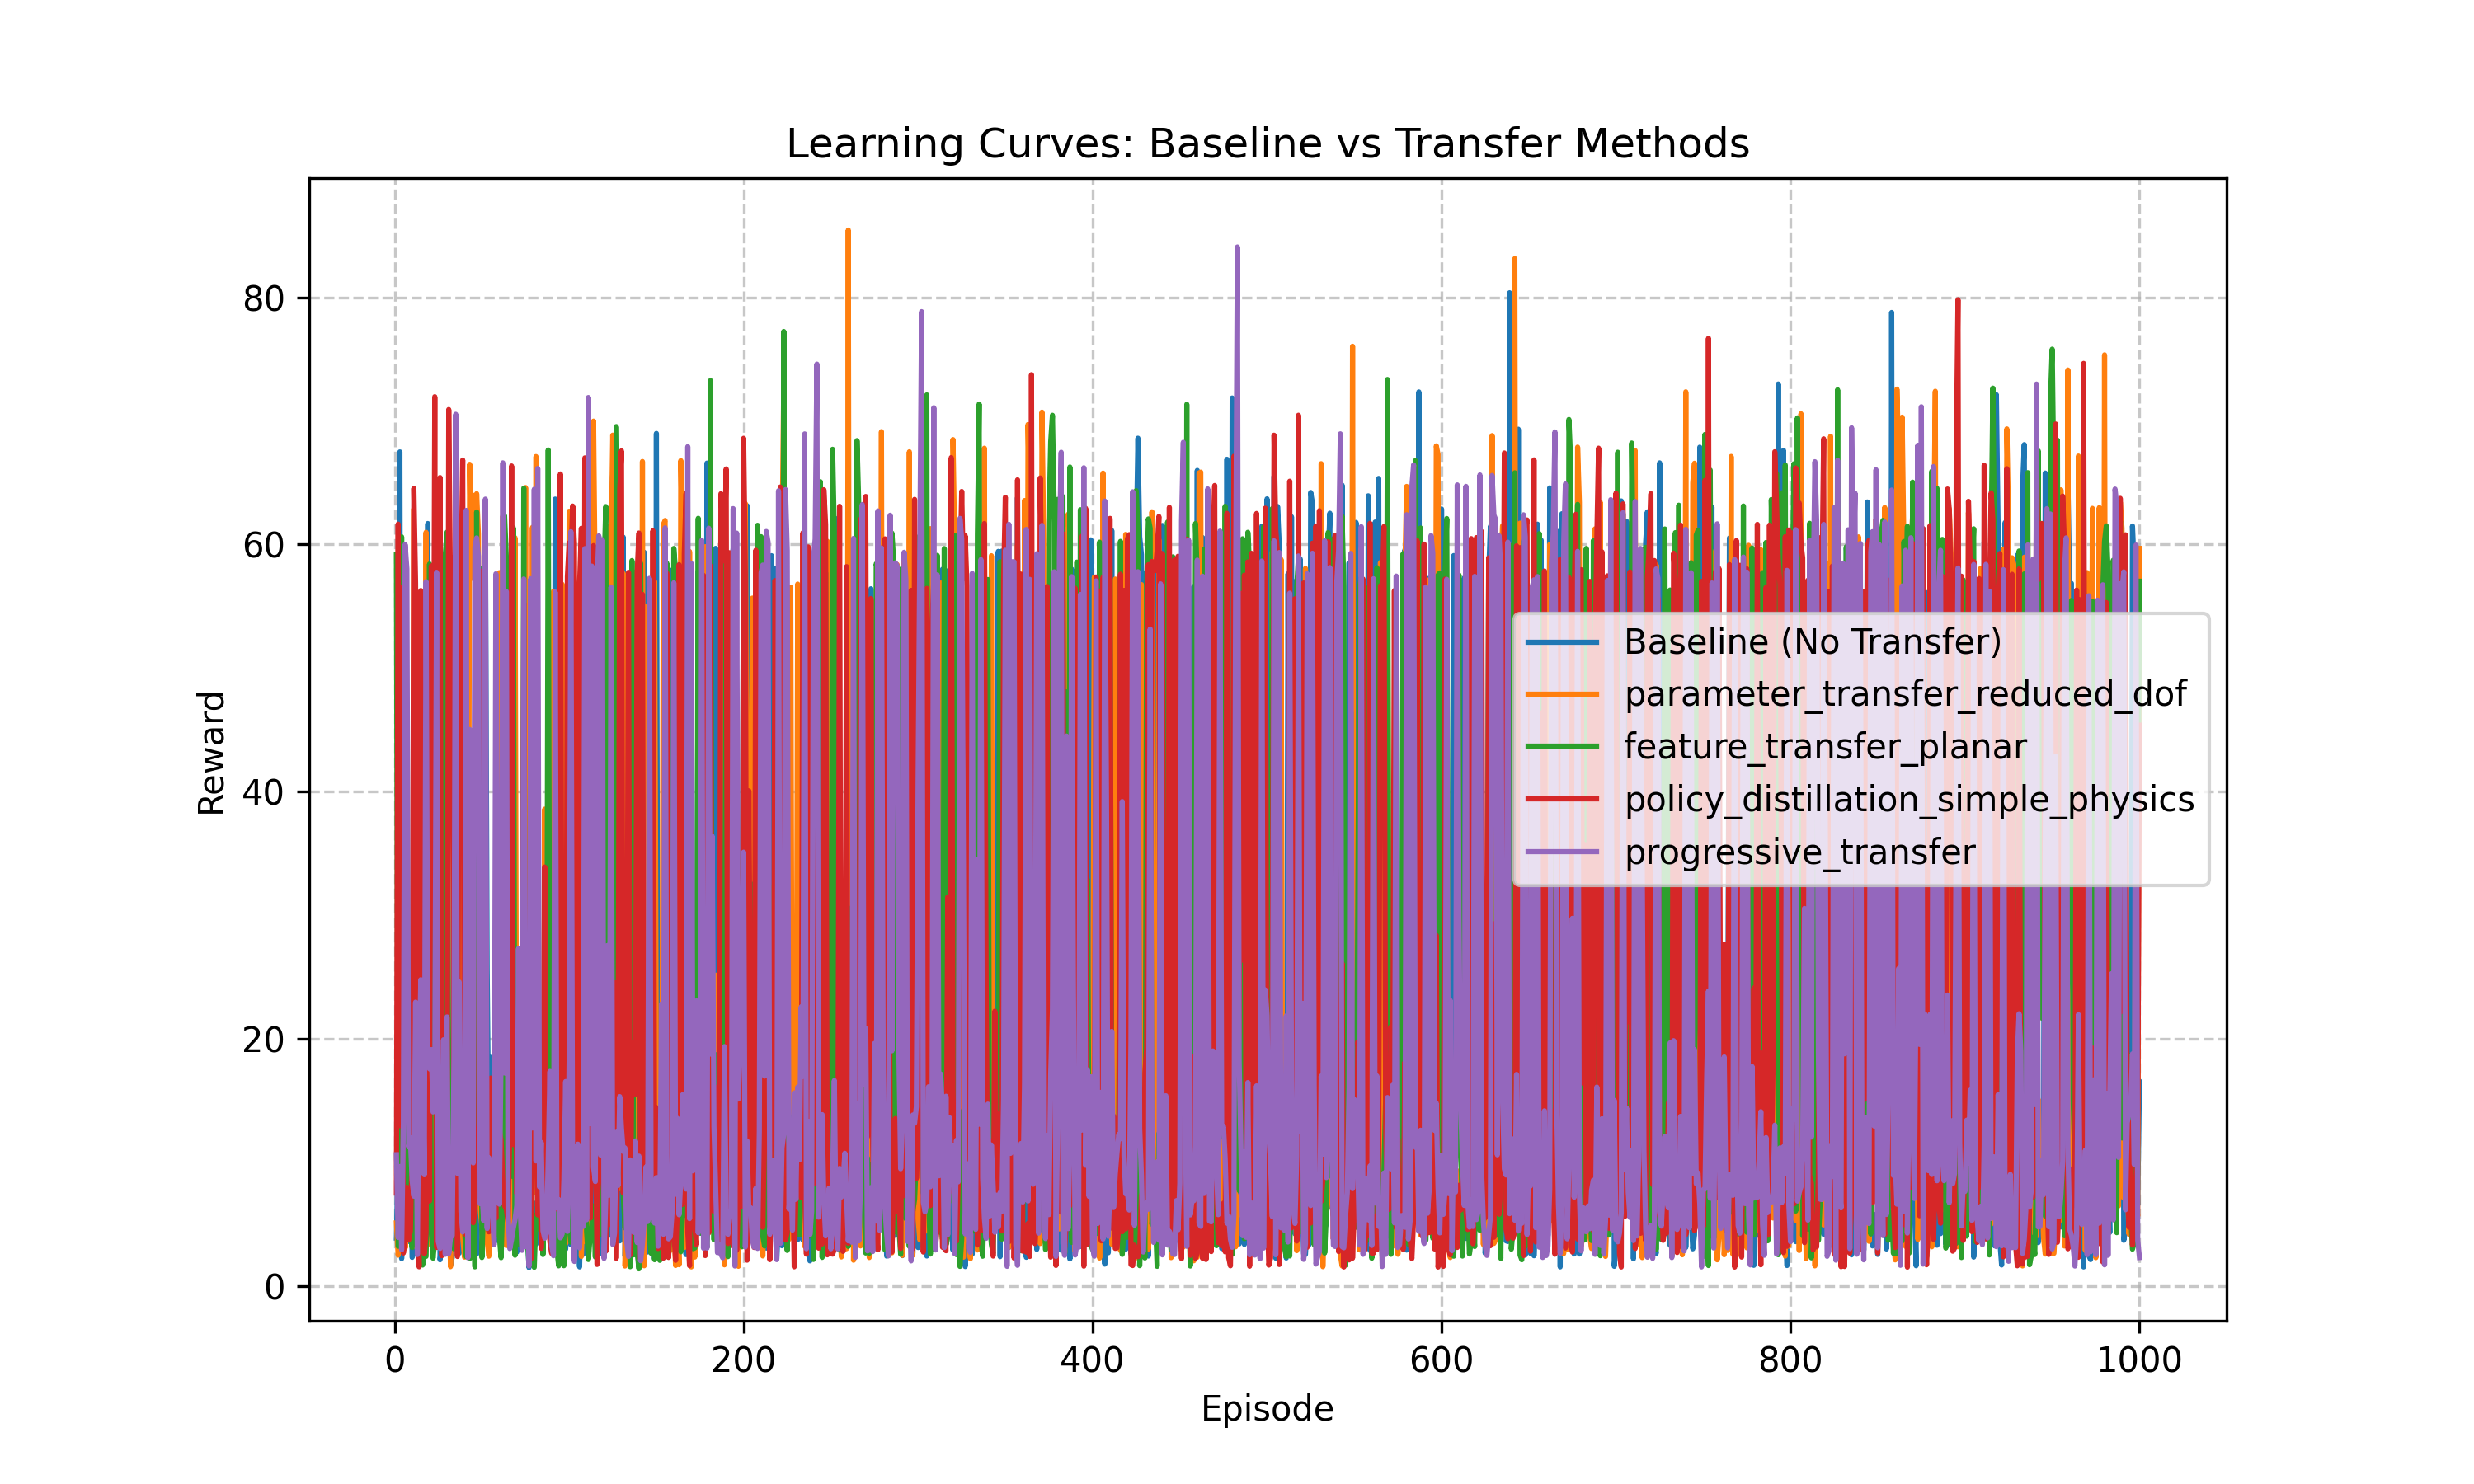 Learning Curves: Baseline vs Transfer Methods
Reward
80
60
40
20
0
Baseline (No Transfer)
parameter_transfer_reduced_dof
feature_transfer_planar
policy_distillation_simple_physics
progressive_transfer
0 200 400 600 800 1000
Episode